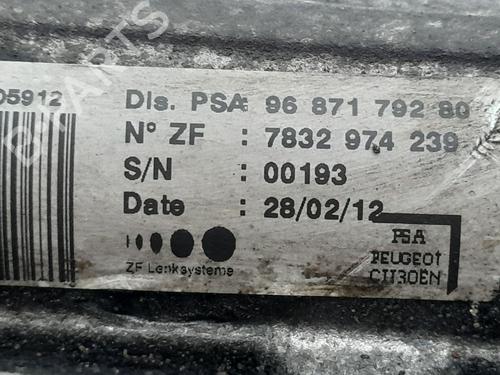 05912
Dis. PSA: 96 871 792 80
N° ZF : 7832 974 239
S/N : 00193
Date : 28/02/12
ZF Lenksysteme
PSA
PEUGEOT
CITROËN